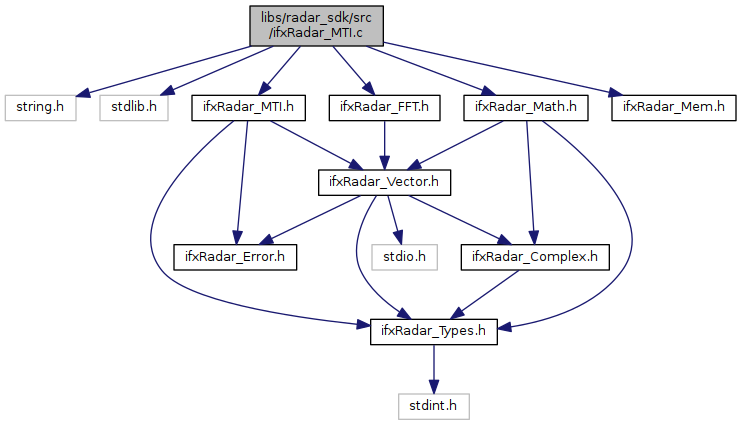 libs/radar_sdk/src
/ifxRadar_MTI.c
string.h
stdlib.h
ifxRadar_MTI.h
ifxRadar_FFT.h
ifxRadar_Math.h
ifxRadar_Mem.h
ifxRadar_Vector.h
ifxRadar_Error.h
stdio.h
ifxRadar_Complex.h
ifxRadar_Types.h
stdint.h